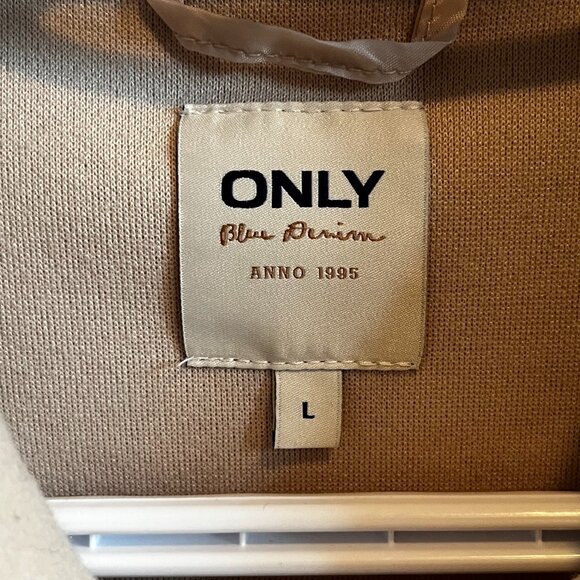 ONLY
Blue Denim
ANNO 1995
L